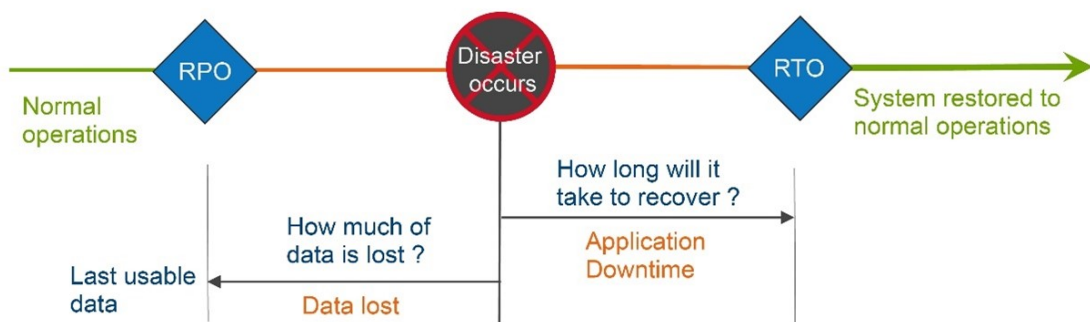 RPO
Disaster
occurs
RTO
Normal
operations
System restored to
normal operations
How long will it
take to recover ?
How much of
data is lost ?
Application
Downtime
Last usable
data
Data lost